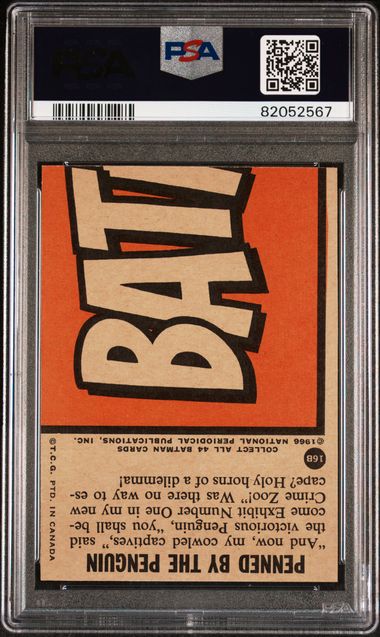 PSA
82052567
BAT
©T.C.G. PTD. IN CANADA
©1966 NATIONAL PERIODICAL PUBLICATIONS, INC.
COLLECT ALL 44 BATMAN CARDS
16B
PENNED BY THE PENGUIN
“And now, my cowled captives,” said
the victorious Penguin, “you shall be-
come Exhibit Number One in my new
Crime Zoo!” Was there no way to es-
cape? Holy horns of a dilemma!